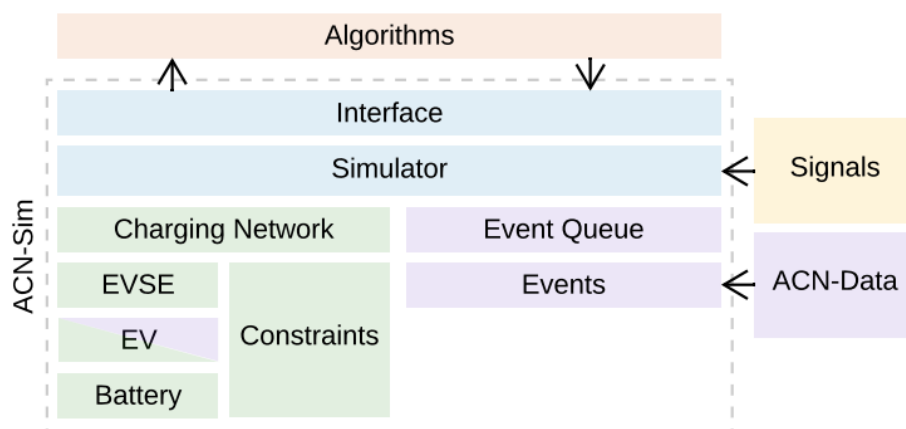 Algorithms
Interface
Simulator
Signals
Charging Network
Event Queue
EVSE
Events
ACN-Data
Constraints
EV
Battery
ACN-Sim